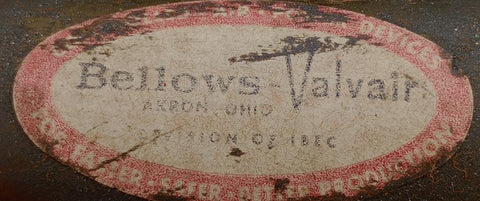 DEVICES
Bellows-Valvair
AKRON, OHIO
DIVISION OF IBEC
FOR FASTER-SAFER-BETTER PRODUCTION